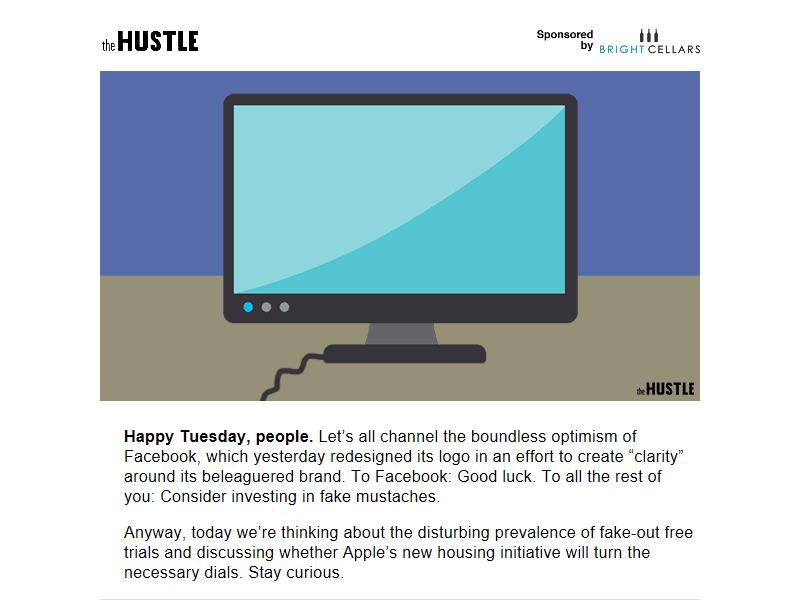 the HUSTLE
Sponsored
by BRIGHT CELLARS
the HUSTLE
Happy Tuesday, people. Let’s all channel the boundless optimism of
Facebook, which yesterday redesigned its logo in an effort to create “clarity”
around its beleaguered brand. To Facebook: Good luck. To all the rest of
you: Consider investing in fake mustaches.
Anyway, today we’re thinking about the disturbing prevalence of fake-out free
trials and discussing whether Apple’s new housing initiative will turn the
necessary dials. Stay curious.